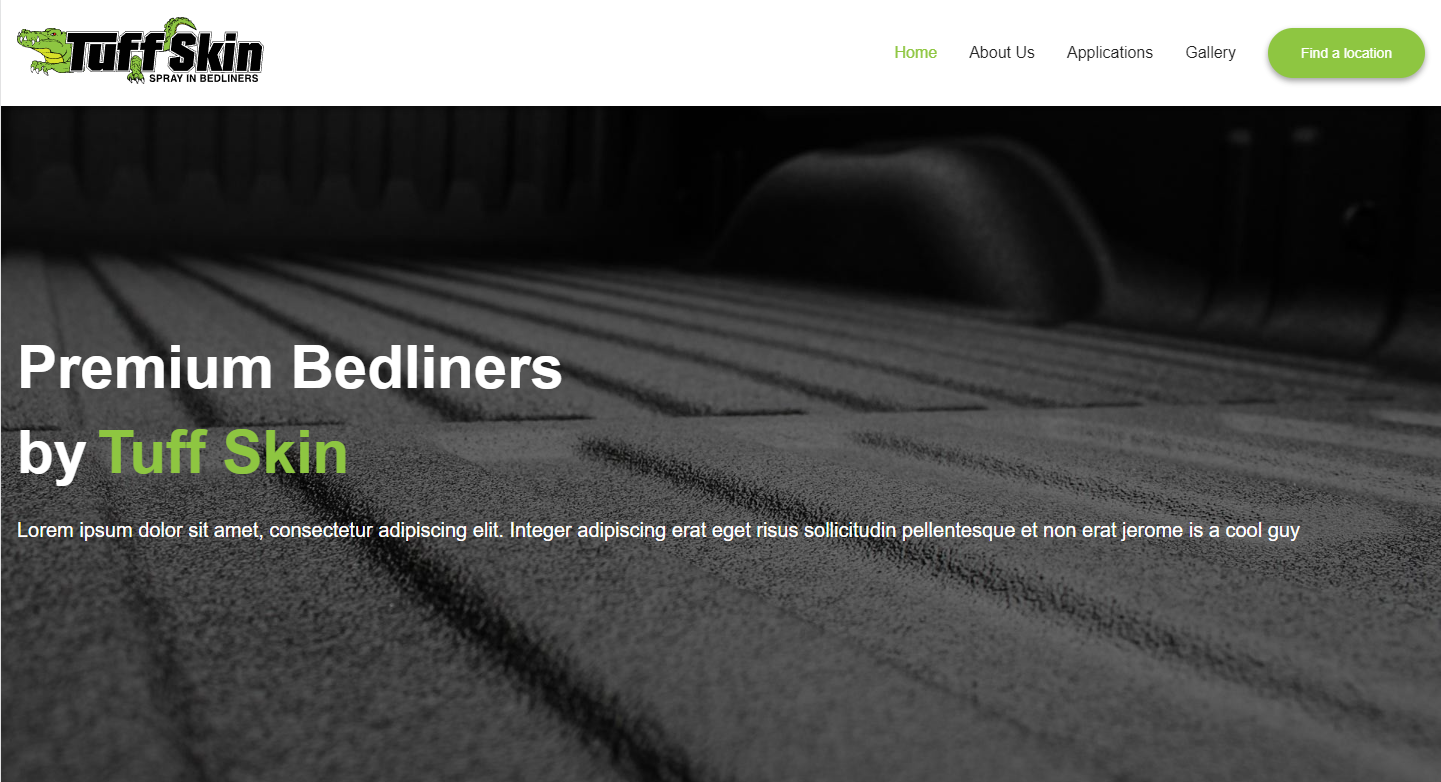 Tuff Skin
SPRAY IN BEDLINERS
Home
About Us
Applications
Gallery
Find a location
Premium Bedliners
by Tuff Skin
Lorem ipsum dolor sit amet, consectetur adipiscing elit. Integer adipiscing erat eget risus sollicitudin pellentesque et non erat jerome is a cool guy